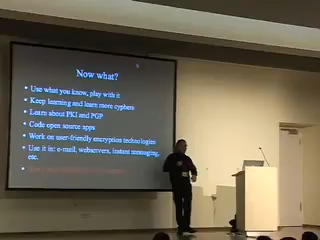 Now what?
• Use what you know, play with it
• Keep learning and learn more cyphers
• Learn about PKI and PGP
• Code open source apps
• Work on user-friendly encryption technologies
• Use it in: e-mail, webservers, instant messaging,
etc.